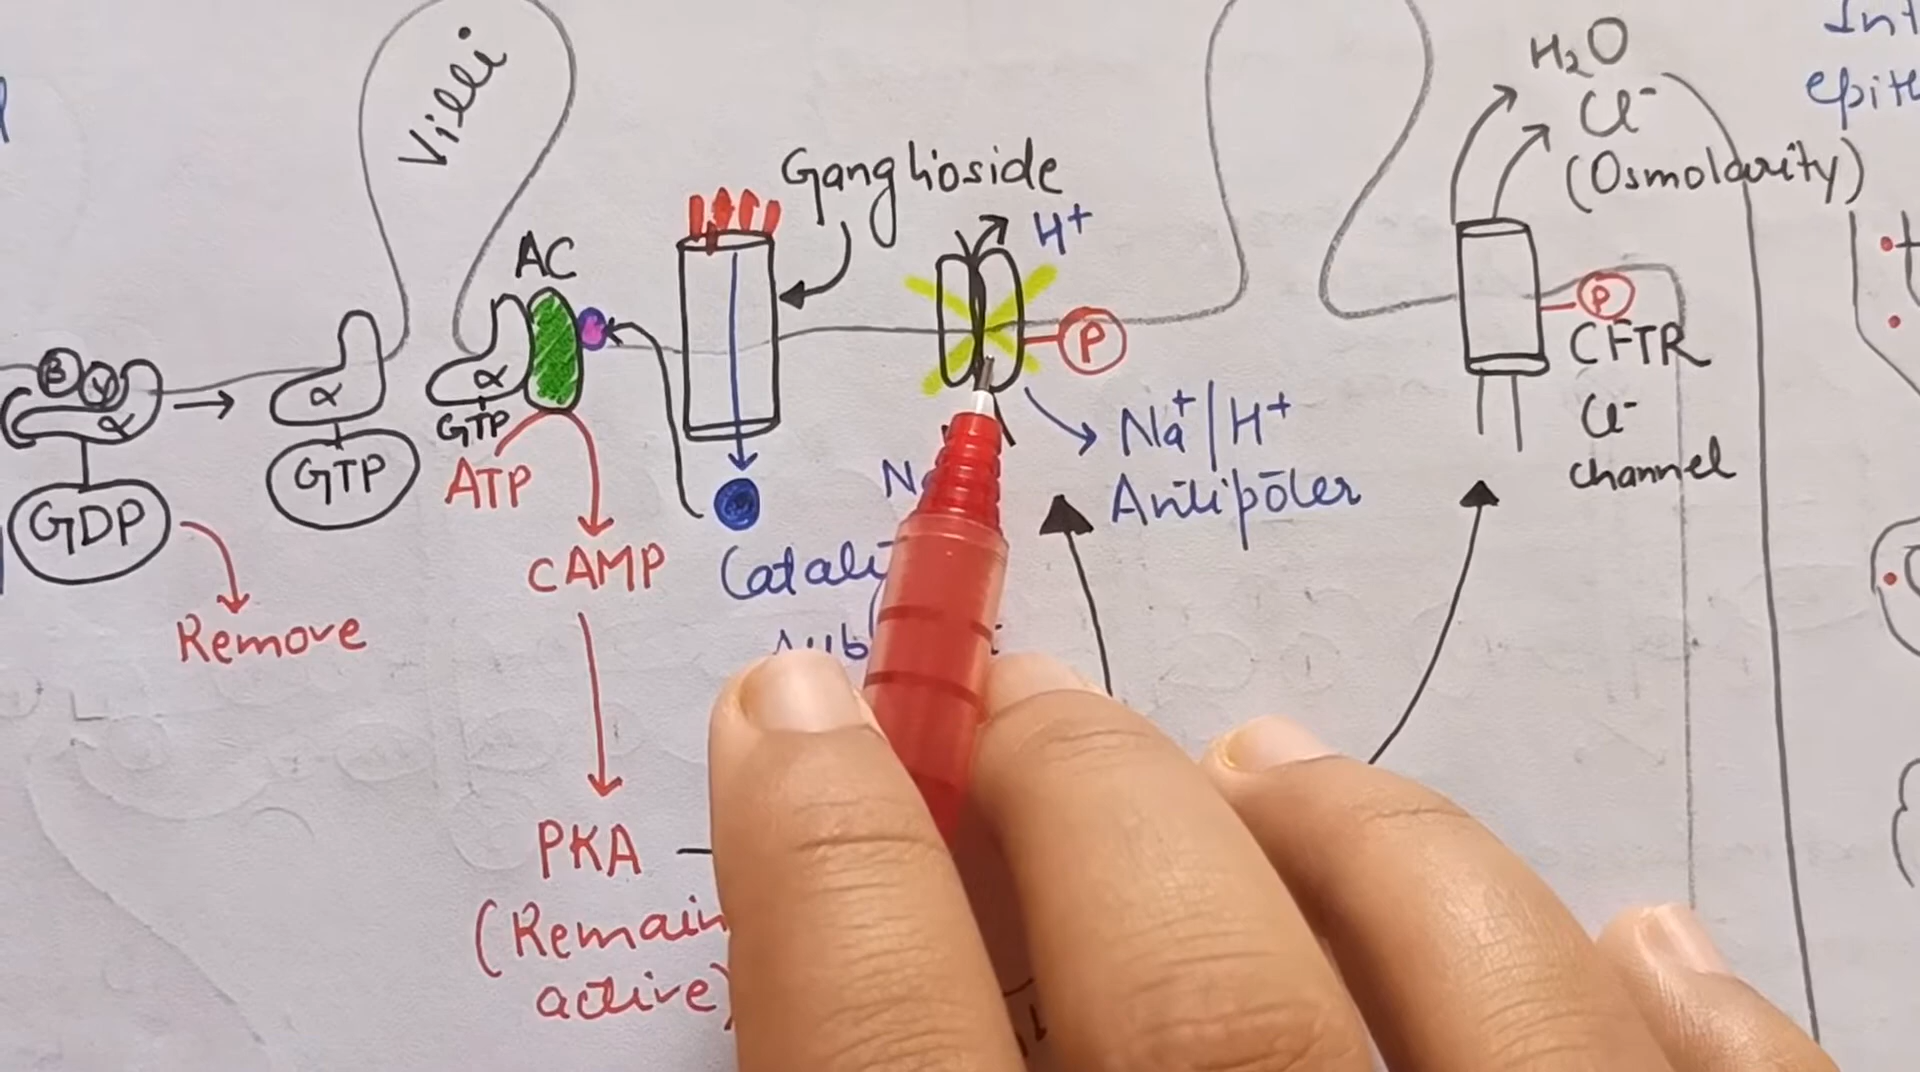 Villi
H₂O
Cl⁻
(Osmolarity)
Ganglioside
H⁺
AC
P
P
CFTR
Cl⁻
channel
β γ
α
α
α
GTP
GTP
GDP
ATP
Na⁺/H⁺
Antipōter
Remove
cAMP
PKA
(Remain
active)